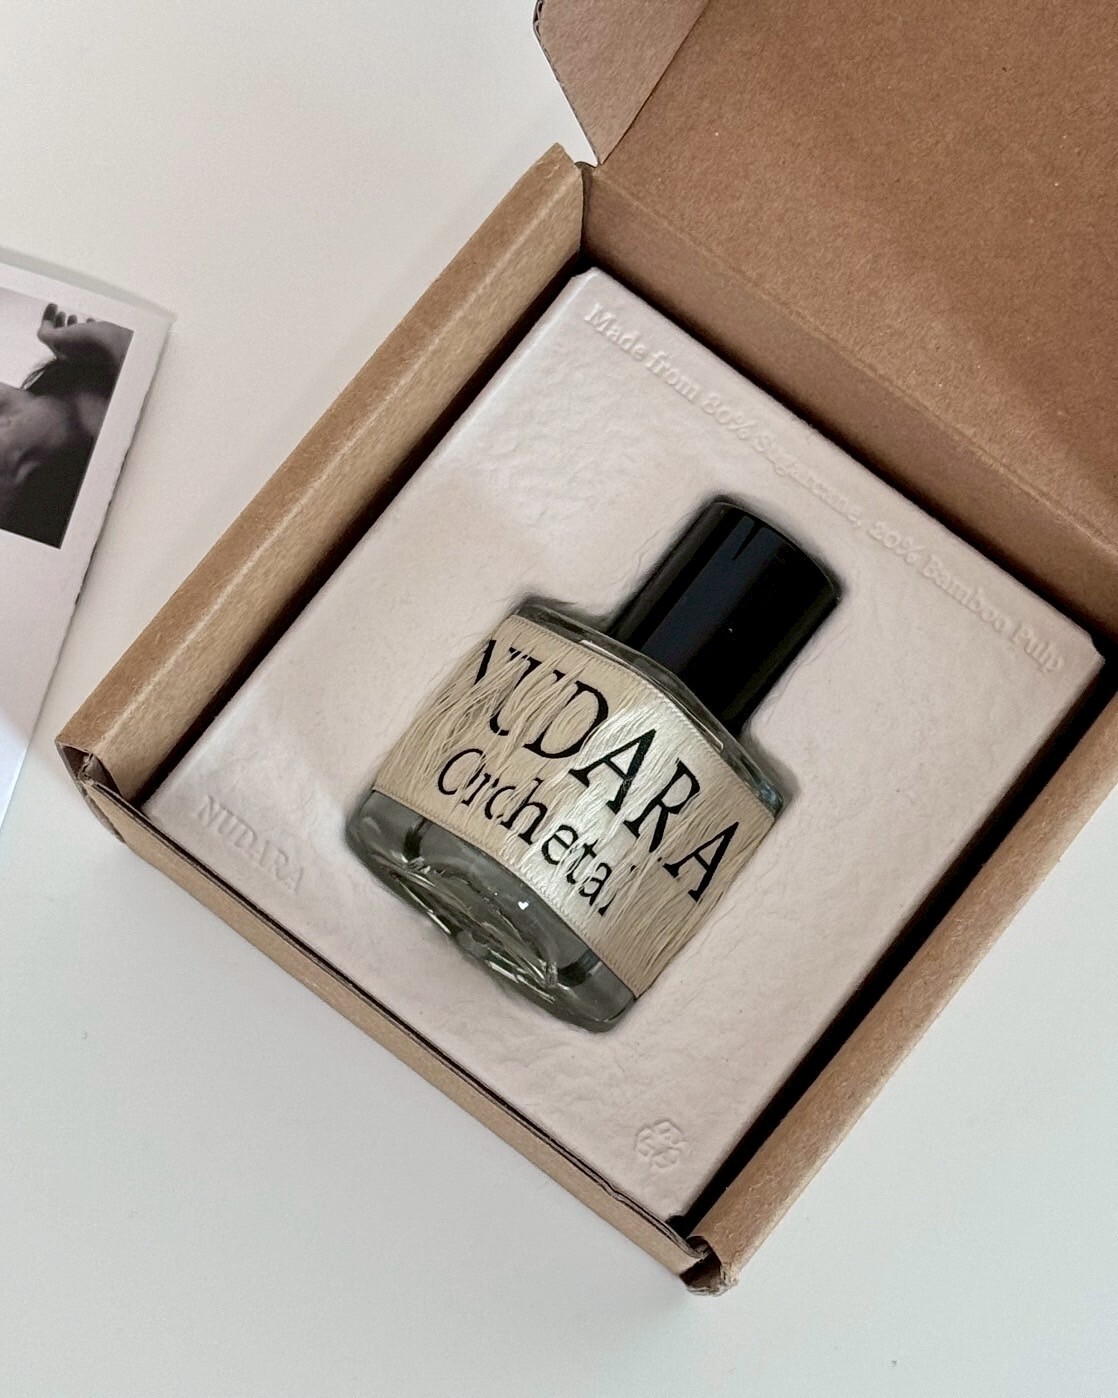 Made from 80% Sugarcane, 20% Bamboo Pulp
NUDARA
Orchetal
NUDARA